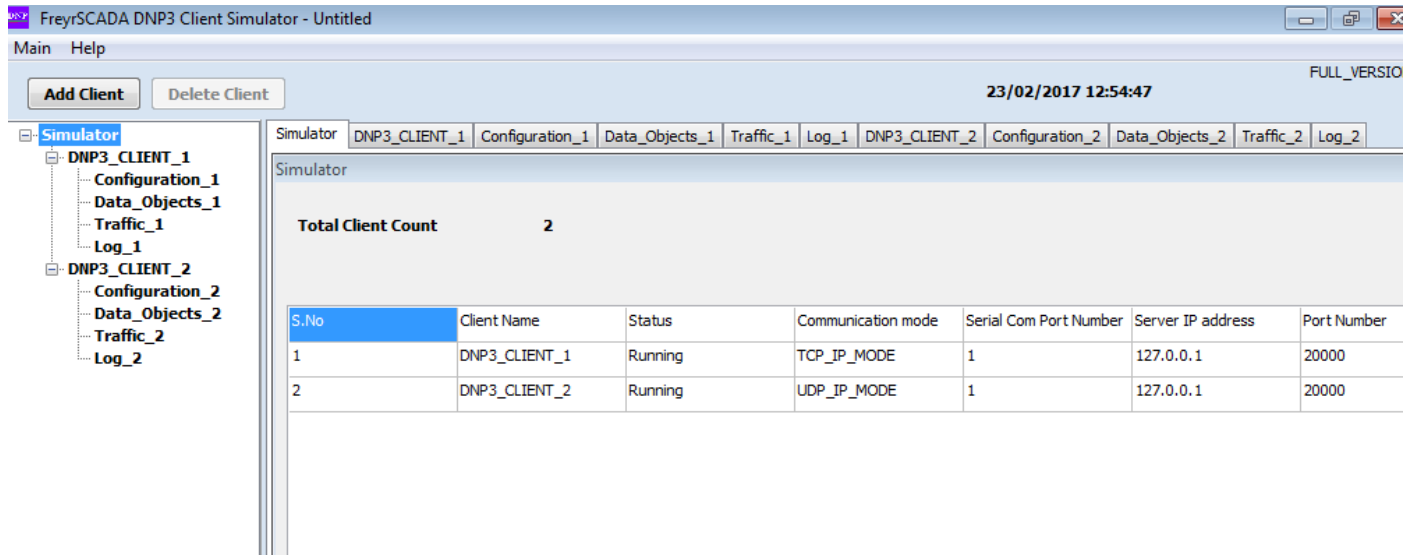 FreyrSCADA DNP3 Client Simulator - Untitled
Main Help
Add Client Delete Client 23/02/2017 12:54:47 FULL_VERSIO
Simulator
DNP3_CLIENT_1
Configuration_1
Data_Objects_1
Traffic_1
Log_1
DNP3_CLIENT_2
Configuration_2
Data_Objects_2
Traffic_2
Log_2
Simulator DNP3_CLIENT_1 Configuration_1 Data_Objects_1 Traffic_1 Log_1 DNP3_CLIENT_2 Configuration_2 Data_Objects_2 Traffic_2 Log_2
Simulator
Total Client Count 2
S.No Client Name Status Communication mode Serial Com Port Number Server IP address Port Number
1 DNP3_CLIENT_1 Running TCP_IP_MODE 1 127.0.0.1 20000
2 DNP3_CLIENT_2 Running UDP_IP_MODE 1 127.0.0.1 20000